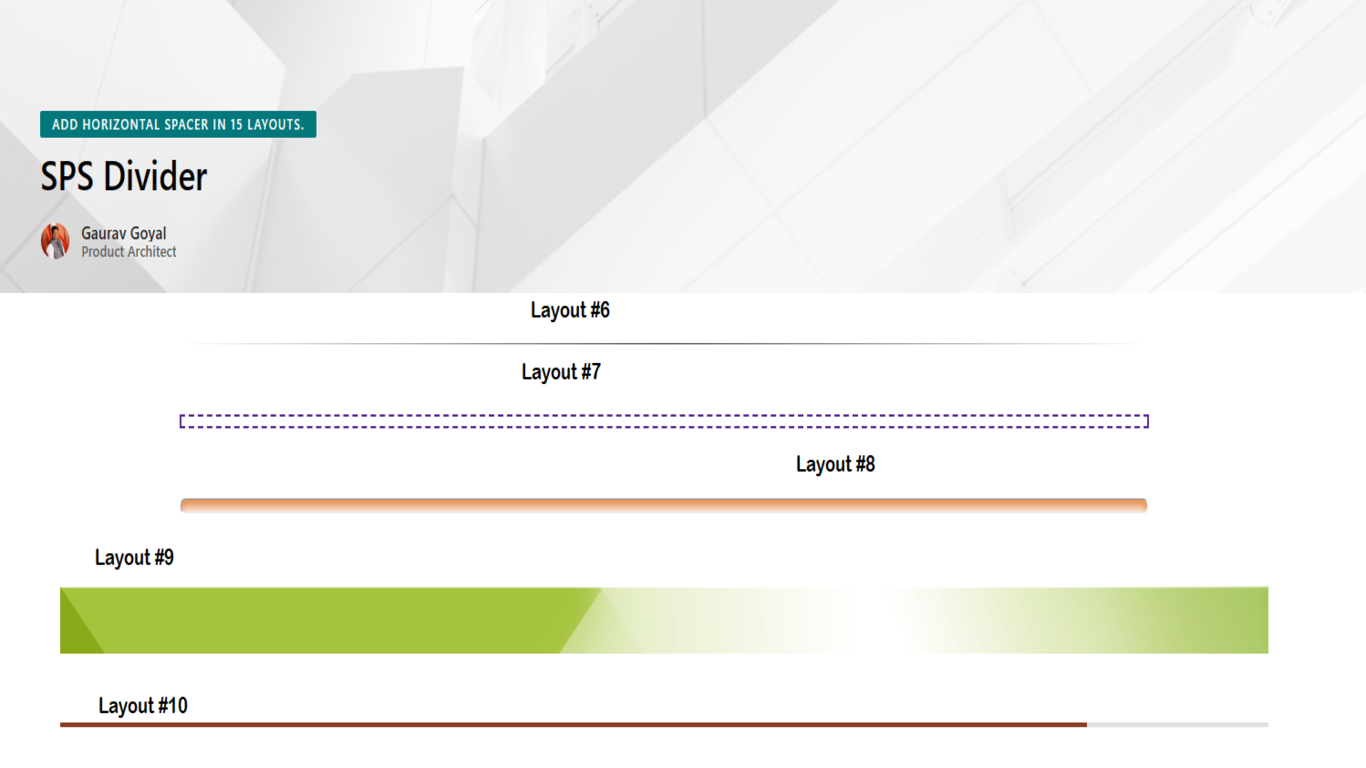 ADD HORIZONTAL SPACER IN 15 LAYOUTS.
SPS Divider
Gaurav Goyal
Product Architect
Layout #6
Layout #7
Layout #8
Layout #9
Layout #10